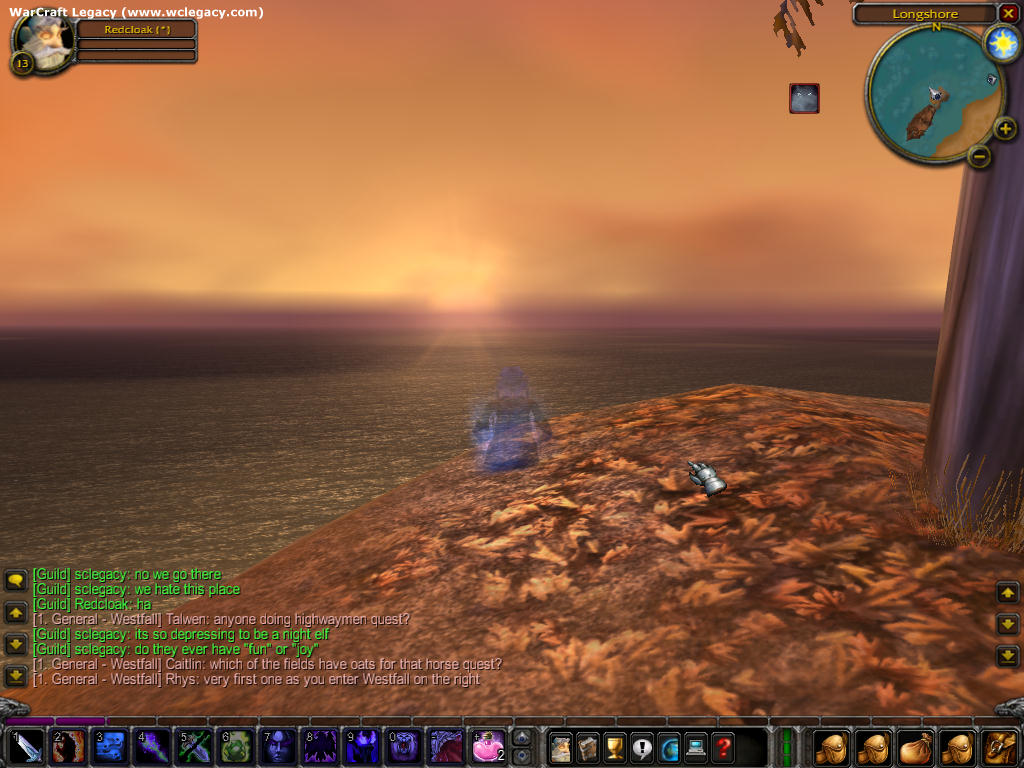 WarCraft Legacy (www.wclegacy.com)
Redcloak (*)
13
Longshore
N
[Guild] sclegacy: no we go there
[Guild] sclegacy: we hate this place
[Guild] Redcloak: ha
[1. General - Westfall] Talwen: anyone doing highwaymen quest?
[Guild] sclegacy: its so depressing to be a night elf
[Guild] sclegacy: do they ever have "fun" or "joy"
[1. General - Westfall] Caitlin: which of the fields have oats for that horse quest?
[1. General - Westfall] Rhys: very first one as you enter Westfall on the right
1 2 3 4 5 6 7 8 9 0 - = 2